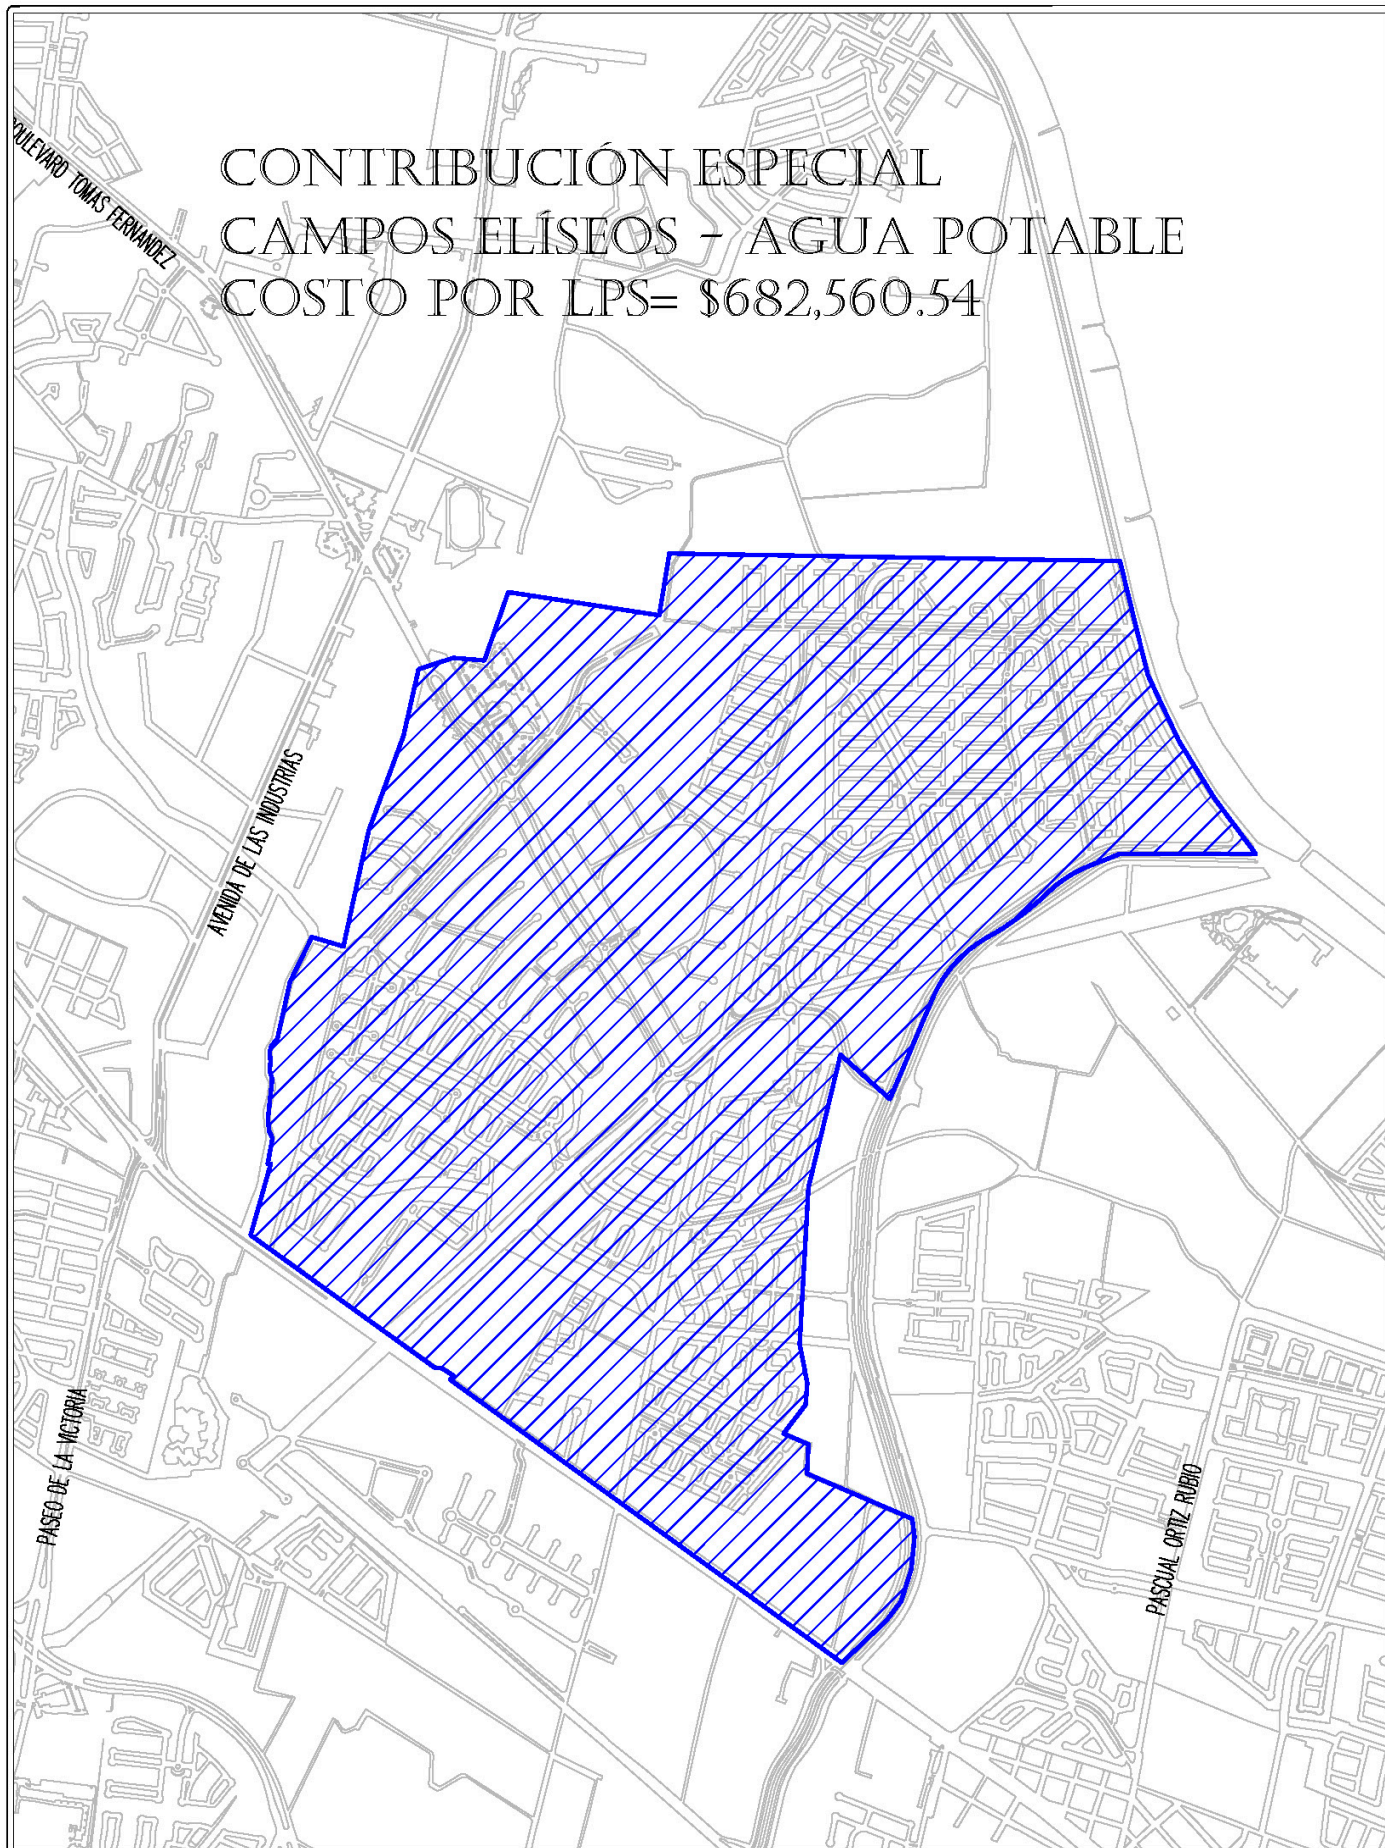 CONTRIBUCIÓN ESPECIAL
CAMPOS ELÍSEOS - AGUA POTABLE
COSTO POR LPS= $682,560.54
BOULEVARD TOMAS FERNANDEZ
AVENIDA DE LAS INDUSTRIAS
PASEO DE LA VICTORIA
PASCUAL ORTIZ RUBIO